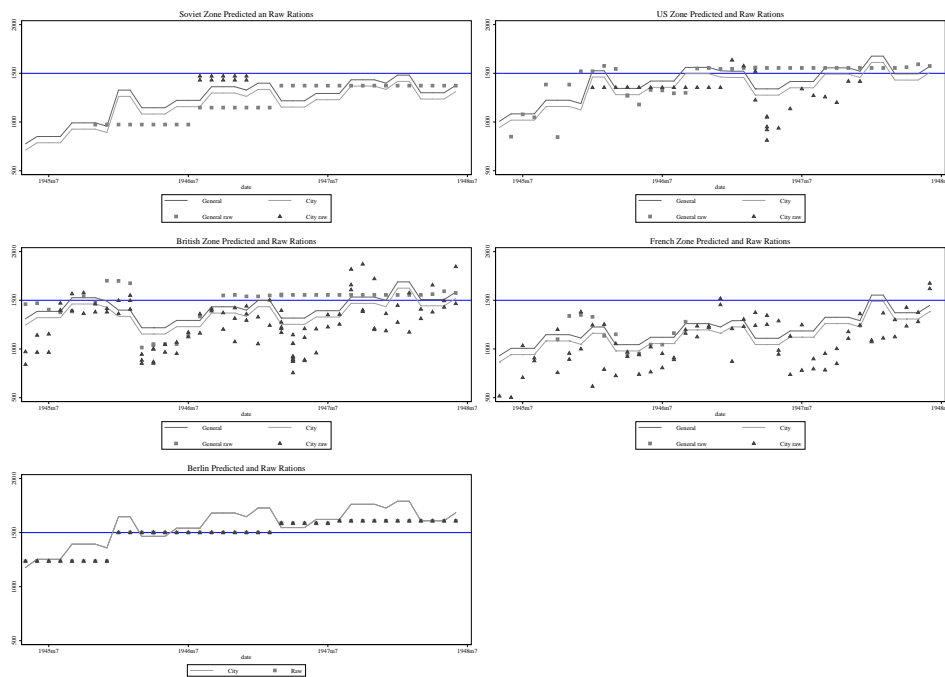 Soviet Zone Predicted an Raw Rations
2000
1500
1000
500
1945m7 1946m7 1947m7 1948m7
date
General City
General raw City raw
US Zone Predicted and Raw Rations
2000
1500
1000
500
1945m7 1946m7 1947m7 1948m7
date
General City
General raw City raw
British Zone Predicted and Raw Rations
2000
1500
1000
500
1945m7 1946m7 1947m7 1948m7
date
General City
General raw City raw
French Zone Predicted and Raw Rations
2000
1500
1000
500
1945m7 1946m7 1947m7 1948m7
date
General City
General raw City raw
Berlin Predicted and Raw Rations
2000
1500
1000
500
1945m7 1946m7 1947m7 1948m7
date
City Raw